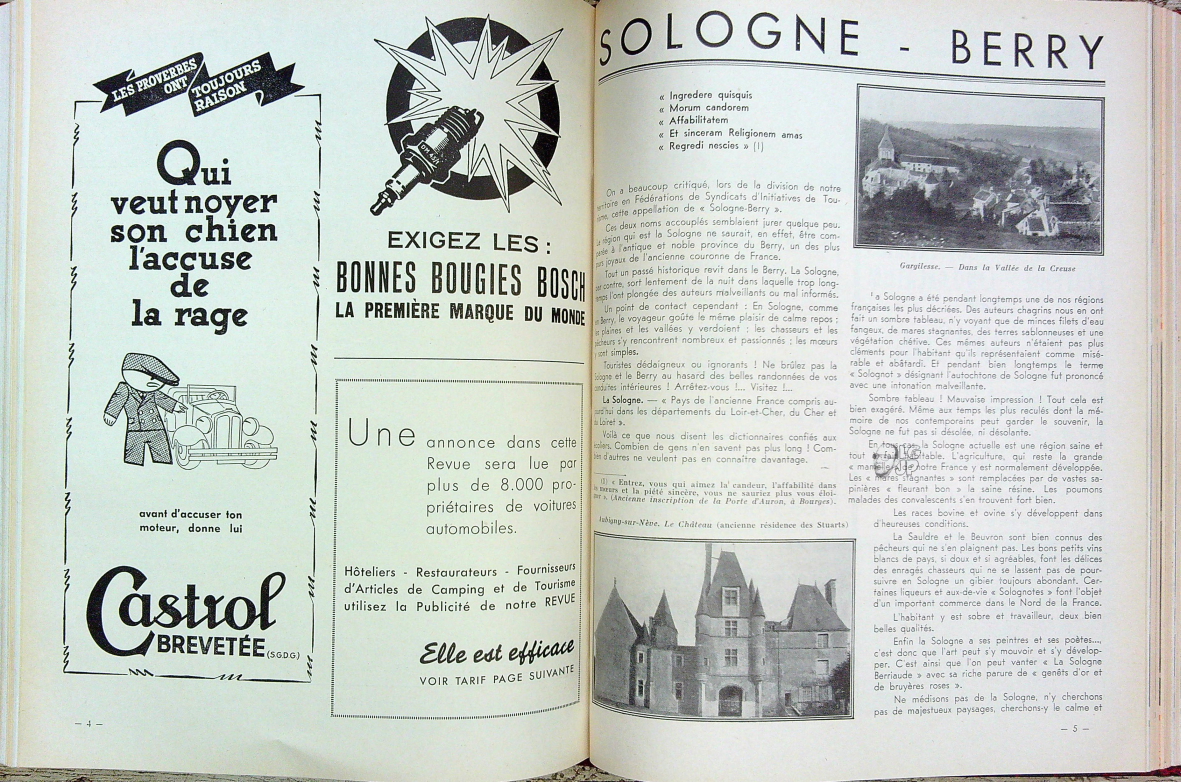 LES PROVERBES
ONT
TOUJOURS
RAISON
Qui
veut noyer
son chien
l'accuse
de
la rage
avant d'accuser ton
moteur, donne lui
Castrol
BREVETÉE (S.G.D.G.)
EXIGEZ LES :
BONNES BOUGIES BOSCH
LA PREMIÈRE MARQUE DU MONDE
Une annonce dans cette
Revue sera lue par
plus de 8.000 pro-
priétaires de voitures
automobiles.
Hôteliers - Restaurateurs - Fournisseurs
d'Articles de Camping et de Tourisme
utilisez la Publicité de notre REVUE
Elle est efficace
VOIR TARIF PAGE SUIVANTE
— 4 —
SOLOGNE - BERRY
« Ingredere quisquis
« Morum candorem
« Affabilitatem
« Et sinceram Religionem amas
« Regredi nescies » (1)
On a beaucoup critiqué, lors de la division de notre
territoire en Fédérations de Syndicats d'Initiatives de Tou-
risme, cette appellation de « Sologne-Berry ».
Ces deux noms accouplés semblaient jurer quelque peu.
La région qui est la Sologne ne saurait, en effet, être com-
parée à l'antique et noble province du Berry, un des plus
purs joyaux de l'ancienne couronne de France.
Tout un passé historique revit dans le Berry. La Sologne,
par contre, sort lentement de la nuit dans laquelle trop long-
temps l'ont plongée des auteurs malveillants ou mal informés.
Un point de contact cependant : En Sologne, comme
en Berry, le voyageur goûte le même plaisir de calme repos ;
les plaines et les vallées y verdoient ; les chasseurs et les
pêcheurs s'y rencontrent nombreux et passionnés ; les mœurs
y sont simples.
Touristes dédaigneux ou ignorants ! Ne brûlez pas la
Sologne et le Berry au hasard des belles randonnées de vos
conduites intérieures ! Arrêtez-vous !... Visitez !...
La Sologne. — « Pays de l'ancienne France compris au-
jourd'hui dans les départements du Loir-et-Cher, du Cher et
du Loiret ».
Voilà ce que nous disent les dictionnaires confiés aux
écoliers. Combien de gens n'en savent pas plus long ! Com-
bien d'autres ne veulent pas en connaître davantage.
(1) « Entrez, vous qui aimez la candeur, l'affabilité dans
les mœurs et la piété sincère, vous ne sauriez plus vous éloi-
gner ». (Ancienne inscription de la Porte d'Auron, à Bourges).
Aubigny-sur-Nève. Le Château (ancienne résidence des Stuarts)
Gargilesse. — Dans la Vallée de la Creuse
La Sologne a été pendant longtemps une de nos régions
françaises les plus décriées. Des auteurs chagrins nous en ont
fait un sombre tableau, n'y voyant que de minces filets d'eau
fangeux, de mares stagnantes, des terres sablonneuses et une
végétation chétive. Ces mêmes auteurs n'étaient pas plus
cléments pour l'habitant qu'ils représentaient comme misé-
rable et abâtardi. Et pendant bien longtemps le terme
« Solognot » désignant l'autochtone de Sologne fut prononcé
avec une intonation malveillante.
Sombre tableau ! Mauvaise impression ! Tout cela est
bien exagéré. Même aux temps les plus reculés dont la mé-
moire de nos contemporains peut garder le souvenir, la
Sologne ne fut pas si désolée, ni désolante.
En tous cas, la Sologne actuelle est une région saine et
tout table. L'agriculture, qui reste la grande
notre France y est normalement développée.
Les « mares stagnantes » sont remplacées par de vastes sa-
pinières « fleurant bon » la saine résine. Les poumons
malades des convalescents s'en trouvent fort bien.
Les races bovine et ovine s'y développent dans
d'heureuses conditions.
La Sauldre et le Beuvron sont bien connus des
pêcheurs qui ne s'en plaignent pas. Les bons petits vins
blancs de pays, si doux et si agréables, font les délices
des enragés chasseurs qui ne se lassent pas de pour-
suivre en Sologne un gibier toujours abondant. Cer-
taines liqueurs et aux-de-vie « Solognotes » font l'objet
d'un important commerce dans le Nord de la France.
L'habitant y est sobre et travailleur, deux bien
belles qualités.
Enfin la Sologne a ses peintres et ses poètes...,
c'est donc que l'art peut s'y mouvoir et s'y dévelop-
per. C'est ainsi que l'on peut vanter « La Sologne
Berriaude » avec sa riche parure de « genêts d'or et
de bruyères roses ».
Ne médisons pas de la Sologne, n'y cherchons
pas de majestueux paysages, cherchons-y le calme et
— 5 —